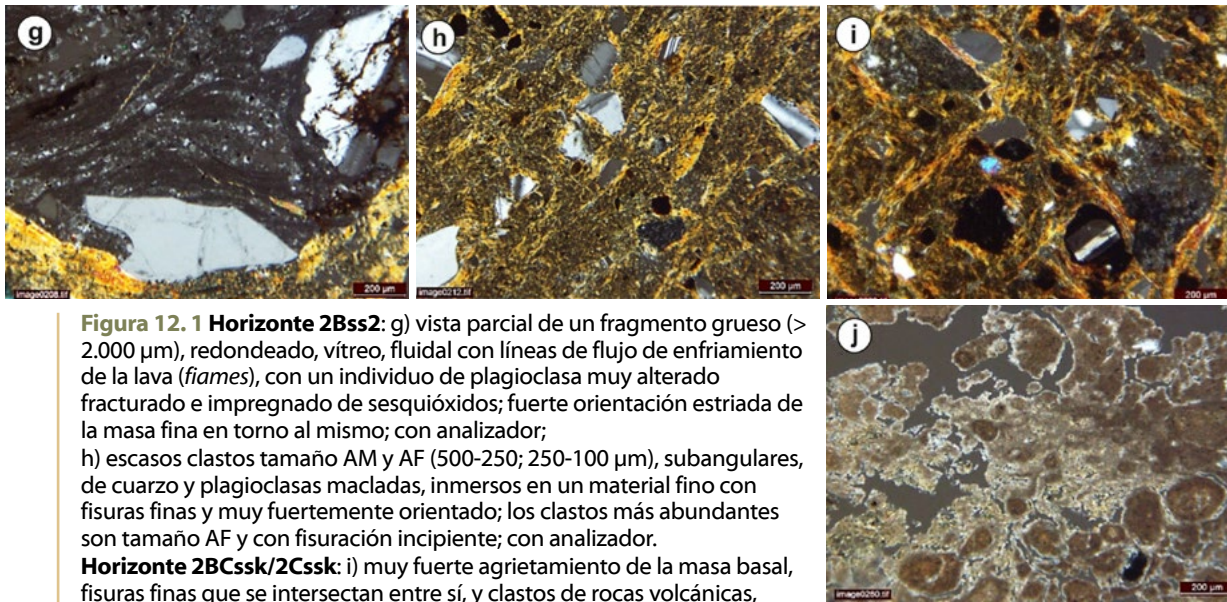 g
h
i
200 µm
image0208.tif
200 µm
image0212.tif
200 µm
Figura 12. 1 Horizonte 2Bss2: g) vista parcial de un fragmento grueso (>
2.000 µm), redondeado, vítreo, fluidal con líneas de flujo de enfriamiento
de la lava (fiames), con un individuo de plagioclasa muy alterado
fracturado e impregnado de sesquióxidos; fuerte orientación estriada de
la masa fina en torno al mismo; con analizador;
h) escasos clastos tamaño AM y AF (500-250; 250-100 µm), subangulares,
de cuarzo y plagioclasas macladas, inmersos en un material fino con
fisuras finas y muy fuertemente orientado; los clastos más abundantes
son tamaño AF y con fisuración incipiente; con analizador.
Horizonte 2BCssk/2Cssk: i) muy fuerte agrietamiento de la masa basal,
fisuras finas que se intersectan entre sí, y clastos de rocas volcánicas,
j
image0260.tif
200 µm